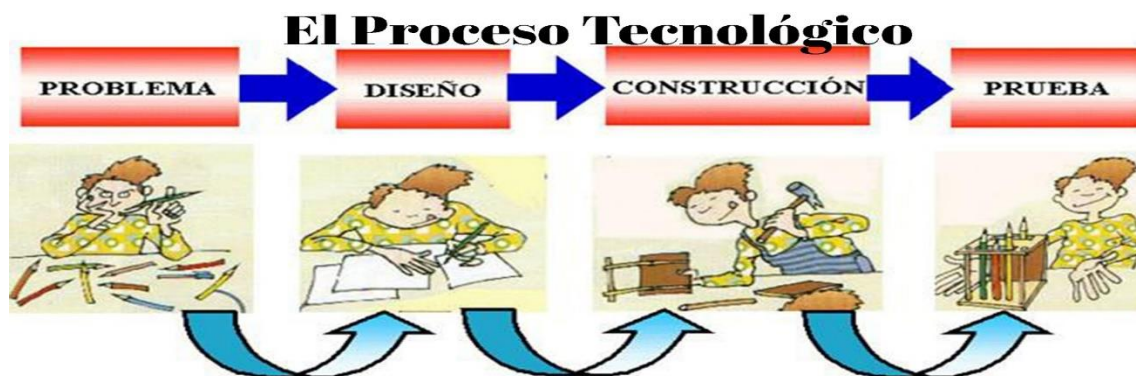 El Proceso Tecnológico
PROBLEMA
DISEÑO
CONSTRUCCIÓN
PRUEBA